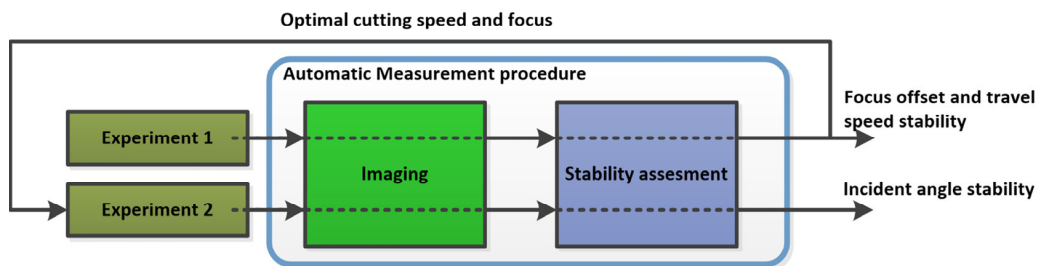 Optimal cutting speed and focus
Automatic Measurement procedure
Focus offset and travel
speed stability
Experiment 1
Imaging
Stability assesment
Experiment 2
Incident angle stability